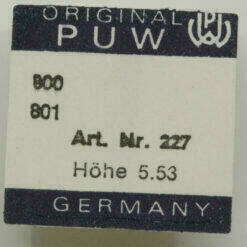 ORIGINAL
PUW
800
801
Art. Nr. 227
Höhe 5.53
GERMANY